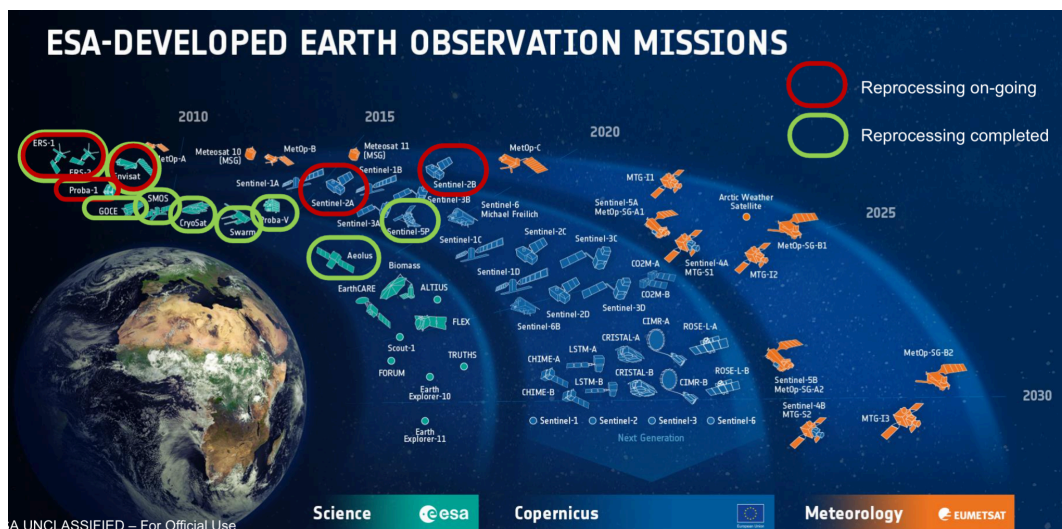 ESA-DEVELOPED EARTH OBSERVATION MISSIONS
Reprocessing on-going
Reprocessing completed
2010
2015
2020
2025
2030
ERS-1
ERS-2
Envisat
MetOp-A
Meteosat 10
(MSG)
MetOp-B
Meteosat 11
(MSG)
MetOp-C
Proba-1
GOCE
SMOS
CryoSat
Swarm
Proba-V
Sentinel-1A
Sentinel-1B
Sentinel-2A
Sentinel-2B
Sentinel-3A
Sentinel-3B
Sentinel-5P
Sentinel-6
Michael Freilich
Aeolus
Biomass
EarthCARE
ALTIUS
FLEX
Scout-1
FORUM
TRUTHS
Earth
Explorer-10
Earth
Explorer-11
Sentinel-1C
Sentinel-2C
Sentinel-3C
Sentinel-1D
Sentinel-2D
Sentinel-3D
Sentinel-6B
CO2M-A
CO2M-B
CHIME-A
CHIME-B
LSTM-A
LSTM-B
CRISTAL-A
CRISTAL-B
CIMR-A
CIMR-B
ROSE-L-A
ROSE-L-B
Sentinel-1
Sentinel-2
Sentinel-3
Sentinel-6
Next Generation
MTG-I1
Sentinel-5A
MetOp-SG-A1
Sentinel-4A
MTG-S1
Arctic Weather
Satellite
MetOp-SG-B1
MTG-I2
Sentinel-5B
MetOp-SG-A2
Sentinel-4B
MTG-S2
MetOp-SG-B2
MTG-I3
Science
esa
Copernicus
Meteorology
EUMETSAT
SA UNCLASSIFIED – For Official Use